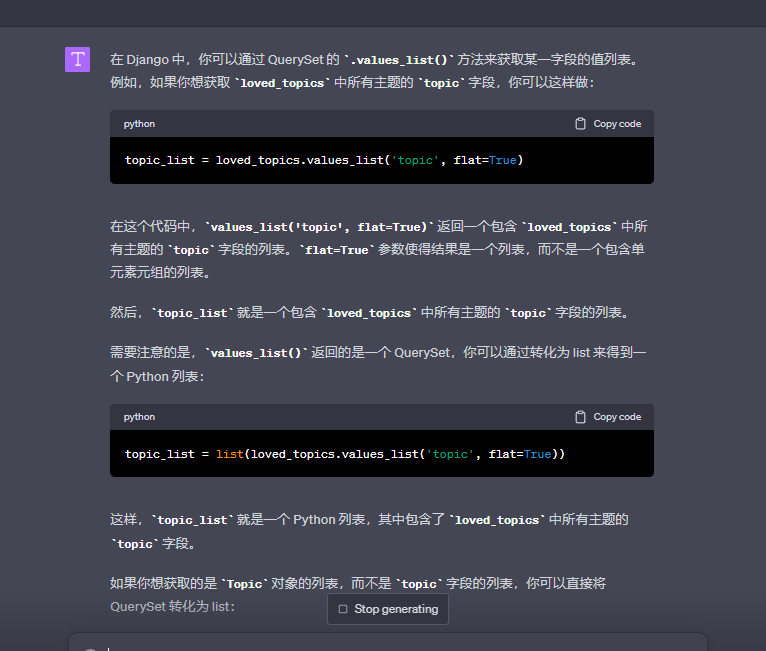 T
在 Django 中，你可以通过 QuerySet 的 `.values_list()` 方法来获取某一字段的值列表。
例如，如果你想获取 `loved_topics` 中所有主题的 `topic` 字段，你可以这样做：
python
Copy code
topic_list = loved_topics.values_list('topic', flat=True)
在这个代码中，`values_list('topic', flat=True)` 返回一个包含 `loved_topics` 中所
有主题的 `topic` 字段的列表。`flat=True` 参数使得结果是一个列表，而不是一个包含单
元素元组的列表。
然后，`topic_list` 就是一个包含 `loved_topics` 中所有主题的 `topic` 字段的列表。
需要注意的是，`values_list()` 返回的是一个 QuerySet，你可以通过转化为 list 来得到一
个 Python 列表：
python
Copy code
topic_list = list(loved_topics.values_list('topic', flat=True))
这样，`topic_list` 就是一个 Python 列表，其中包含了 `loved_topics` 中所有主题的
`topic` 字段。
如果你想获取的是 `Topic` 对象的列表，而不是 `topic` 字段的列表，你可以直接将
QuerySet 转化为 list：
Stop generating